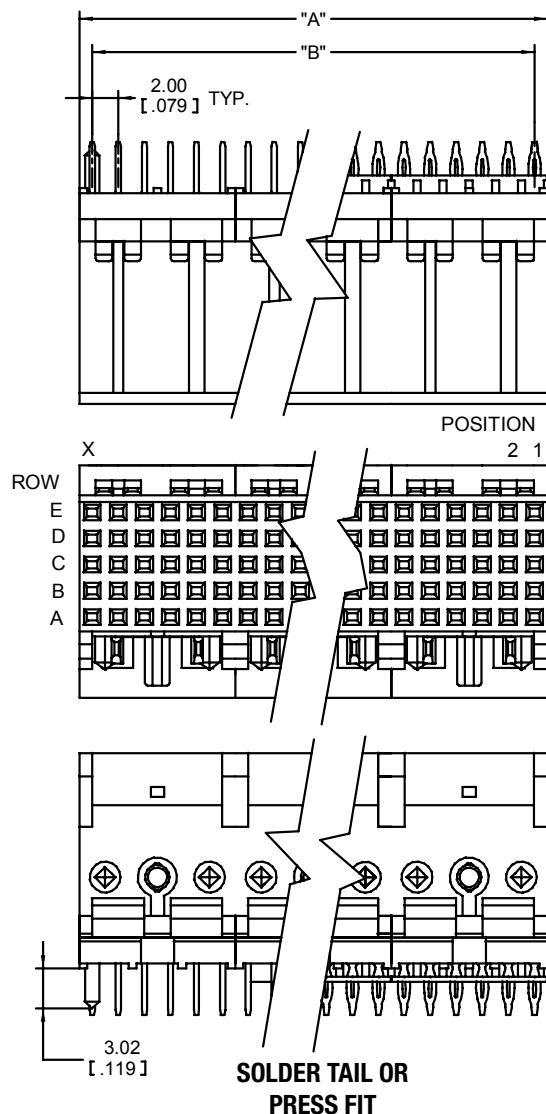 "A"
"B"
2.00
[.079] TYP.
POSITION
X 2 1
ROW
E
D
C
B
A
3.02
[.119]
SOLDER TAIL OR
PRESS FIT